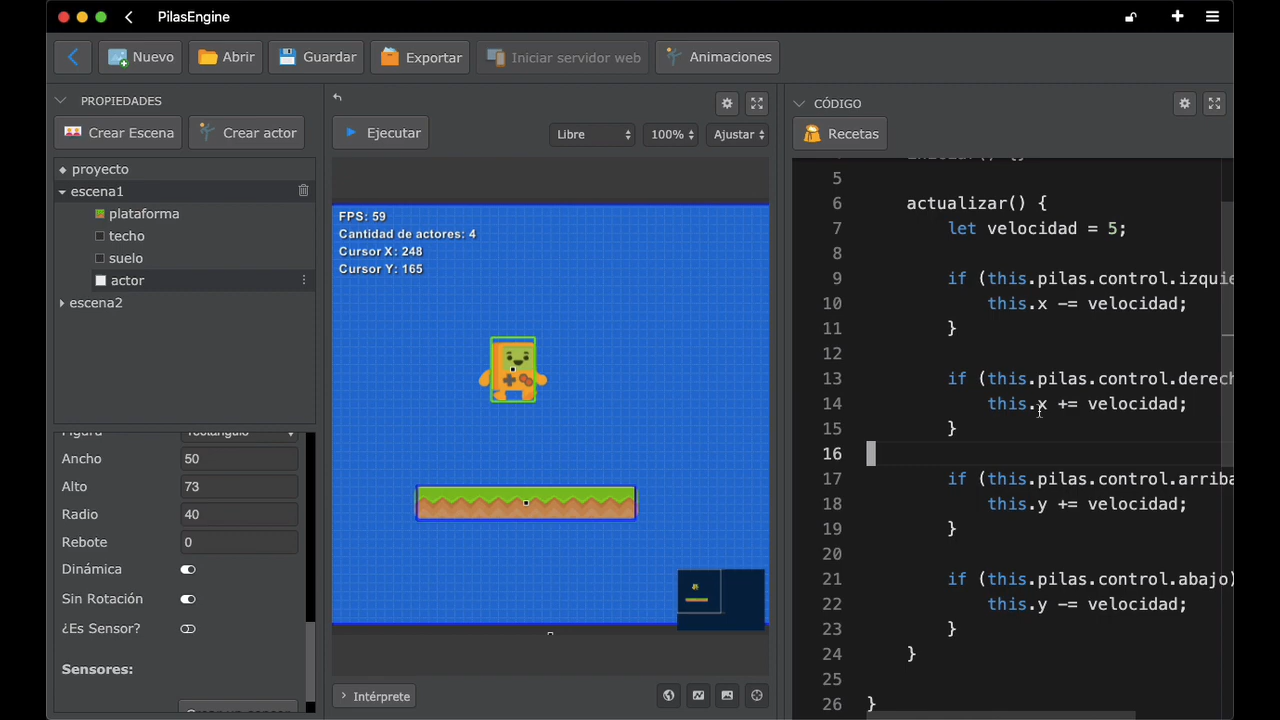 PilasEngine
Nuevo
Abrir
Guardar
Exportar
Iniciar servidor web
Animaciones
PROPIEDADES
Crear Escena
Crear actor
proyecto
escena1
plataforma
techo
suelo
actor
escena2
Ancho 50
Alto 73
Radio 40
Rebote 0
Dinámica
Sin Rotación
¿Es Sensor?
Sensores:
Ejecutar
Libre
100%
Ajustar
FPS: 59
Cantidad de actores: 4
Cursor X: 248
Cursor Y: 165
Intérprete
CÓDIGO
Recetas
5
6 actualizar() {
7 let velocidad = 5;
8
9 if (this.pilas.control.izquie
10 this.x -= velocidad;
11 }
12
13 if (this.pilas.control.derech
14 this.x += velocidad;
15 }
16
17 if (this.pilas.control.arriba
18 this.y += velocidad;
19 }
20
21 if (this.pilas.control.abajo)
22 this.y -= velocidad;
23 }
24 }
25
26 }